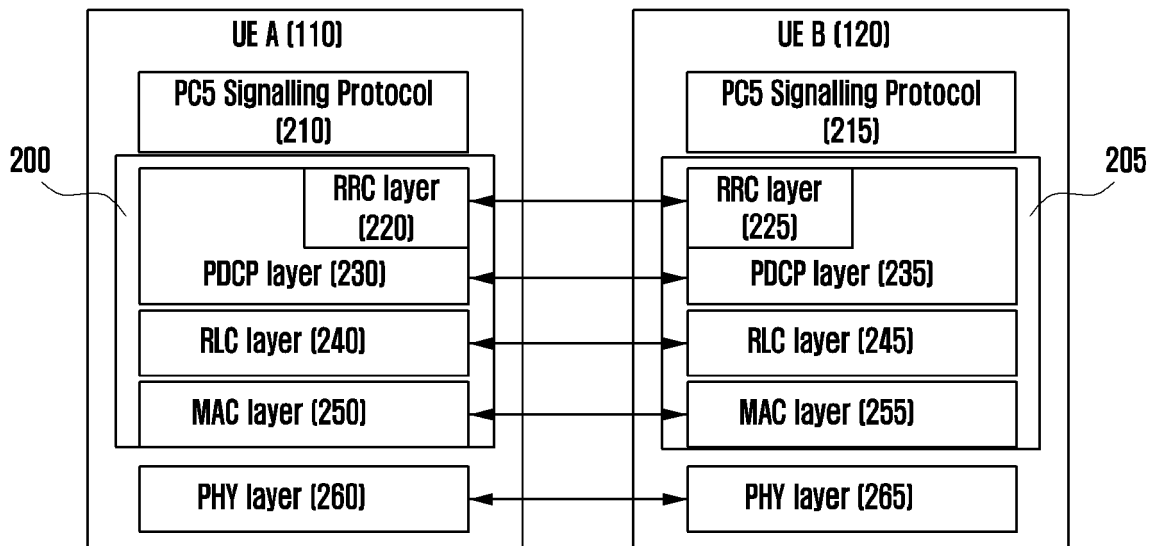 UE A (110)
UE B (120)
PC5 Signalling Protocol
(210)
PC5 Signalling Protocol
(215)
200
205
RRC layer
(220)
RRC layer
(225)
PDCP layer (230)
PDCP layer (235)
RLC layer (240)
RLC layer (245)
MAC layer (250)
MAC layer (255)
PHY layer (260)
PHY layer (265)